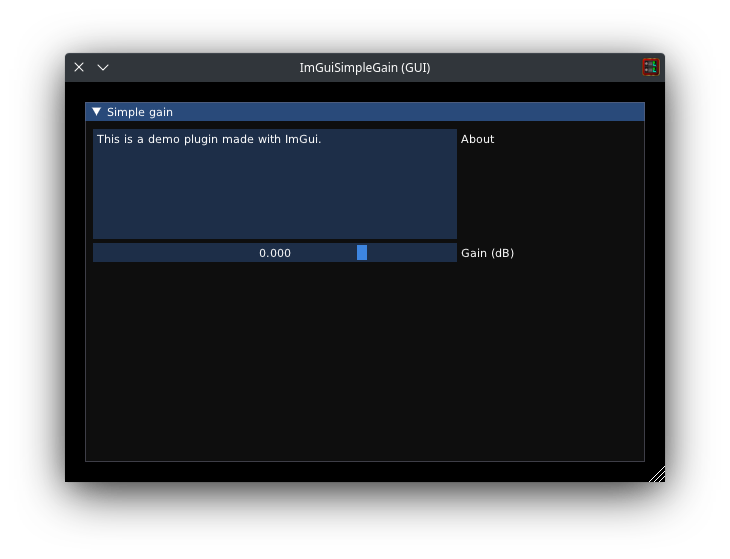 ImGuiSimpleGain (GUI)
Simple gain
This is a demo plugin made with ImGui.
About
0.000
Gain (dB)